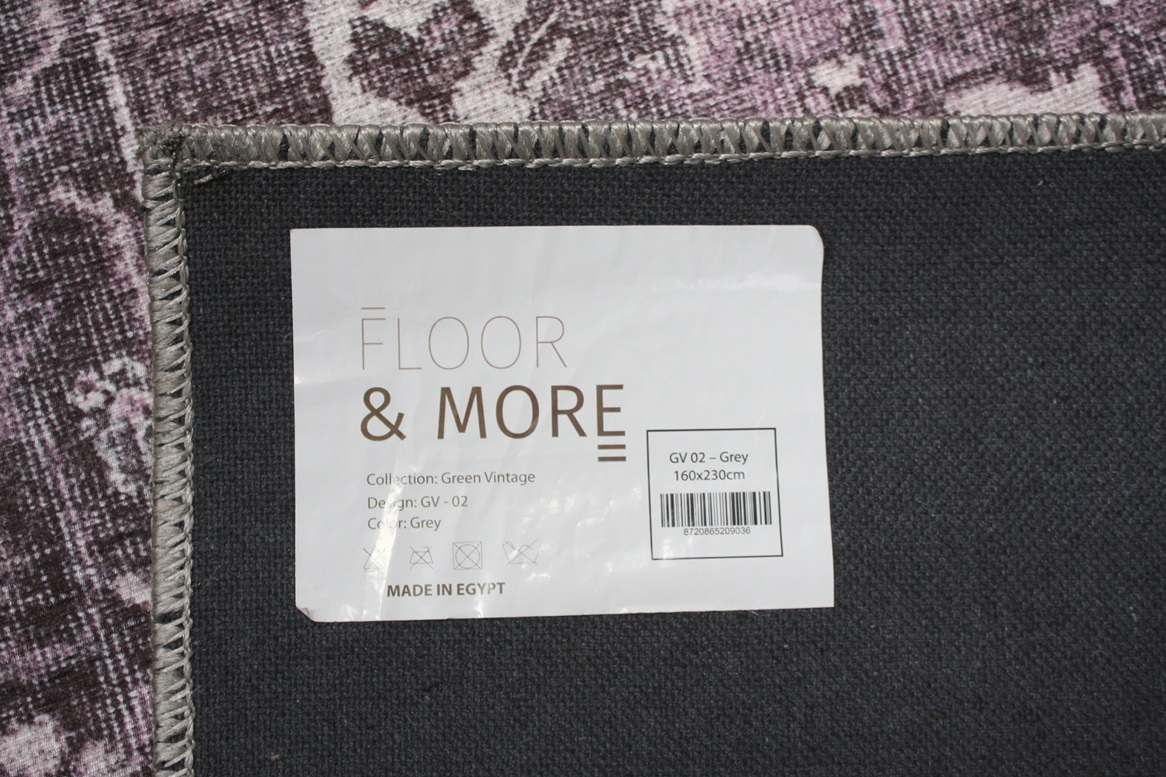 FLOOR
& MORE
Collection: Green Vintage
Design: GV - 02
Color: Grey
MADE IN EGYPT
GV 02 – Grey
160x230cm
8720865209036